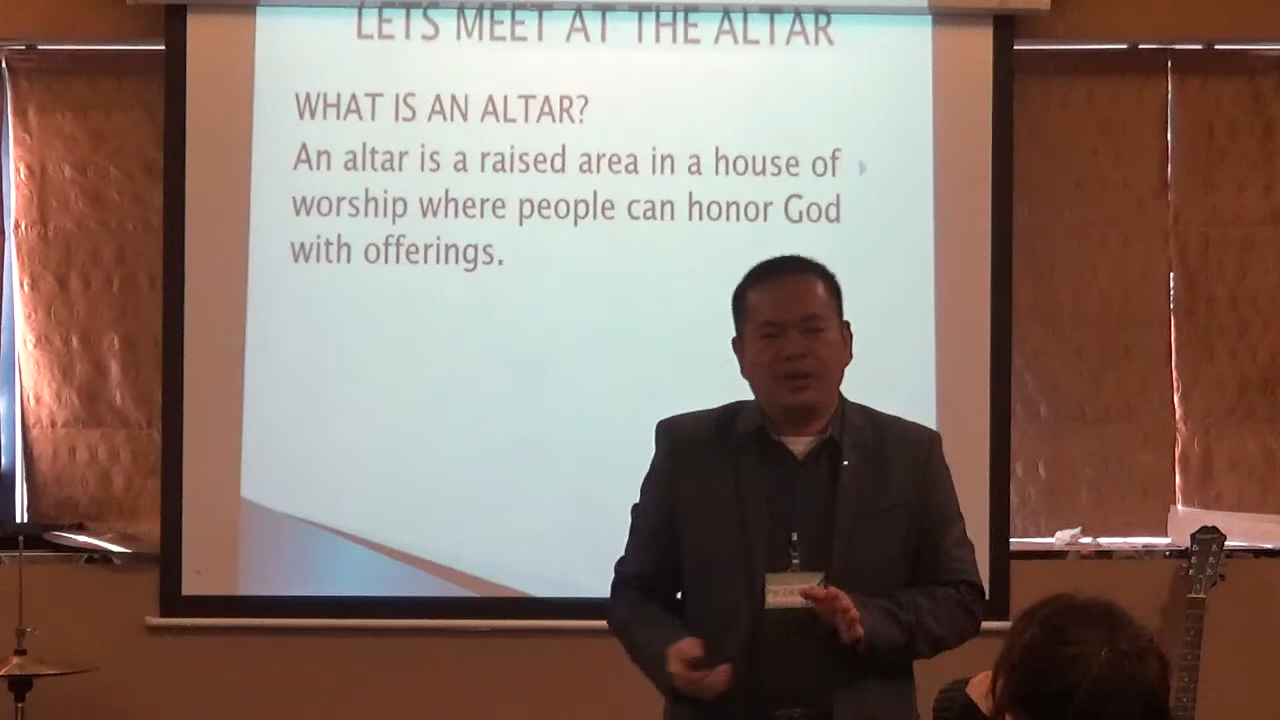 LETS MEET AT THE ALTAR
WHAT IS AN ALTAR?
An altar is a raised area in a house of
worship where people can honor God
with offerings.